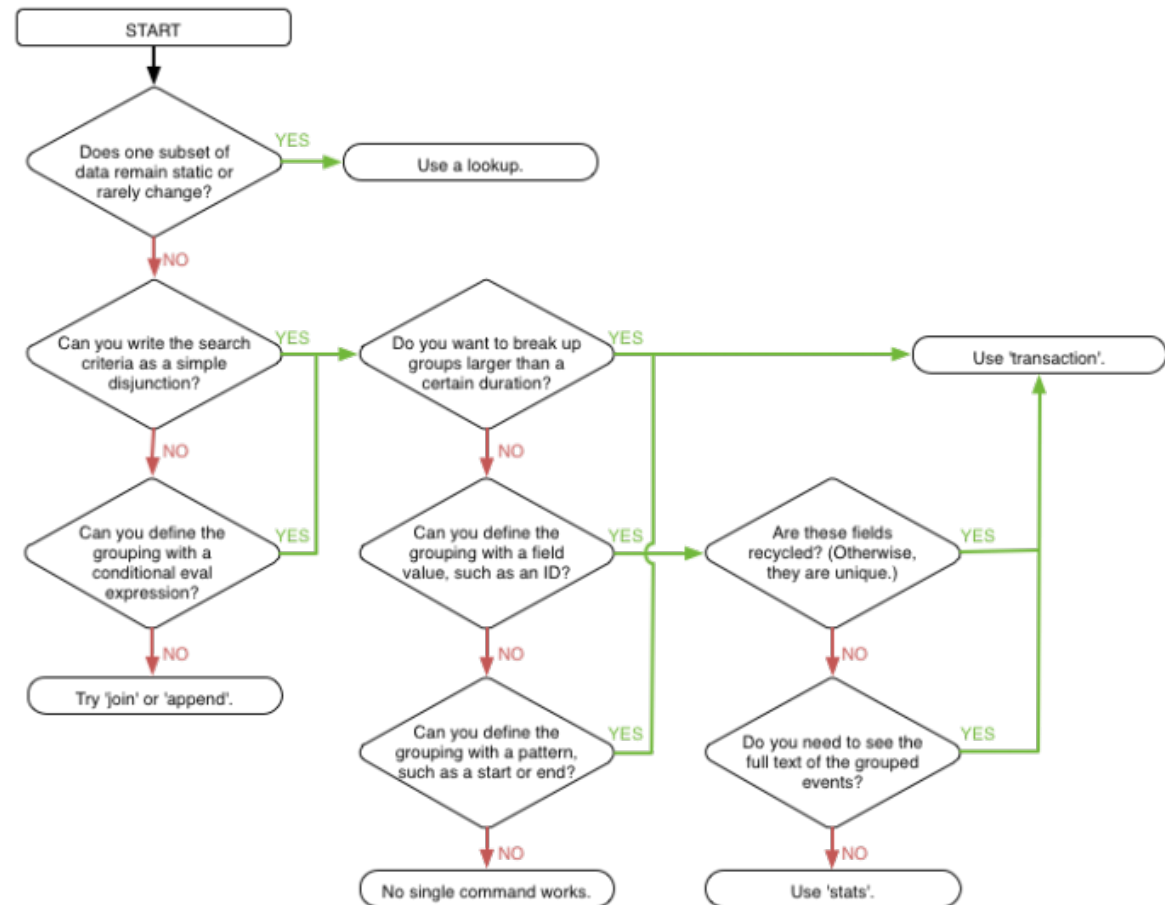 START
Does one subset of
data remain static or
rarely change?
YES
Use a lookup.
NO
Can you write the search
criteria as a simple
disjunction?
YES
Do you want to break up
groups larger than a
certain duration?
YES
Use 'transaction'.
NO
NO
Can you define the
grouping with a
conditional eval
expression?
YES
Can you define the
grouping with a field
value, such as an ID?
YES
Are these fields
recycled? (Otherwise,
they are unique.)
YES
NO
NO
NO
Try 'join' or 'append'.
Can you define the
grouping with a pattern,
such as a start or end?
YES
Do you need to see the
full text of the grouped
events?
YES
NO
NO
No single command works.
Use 'stats'.